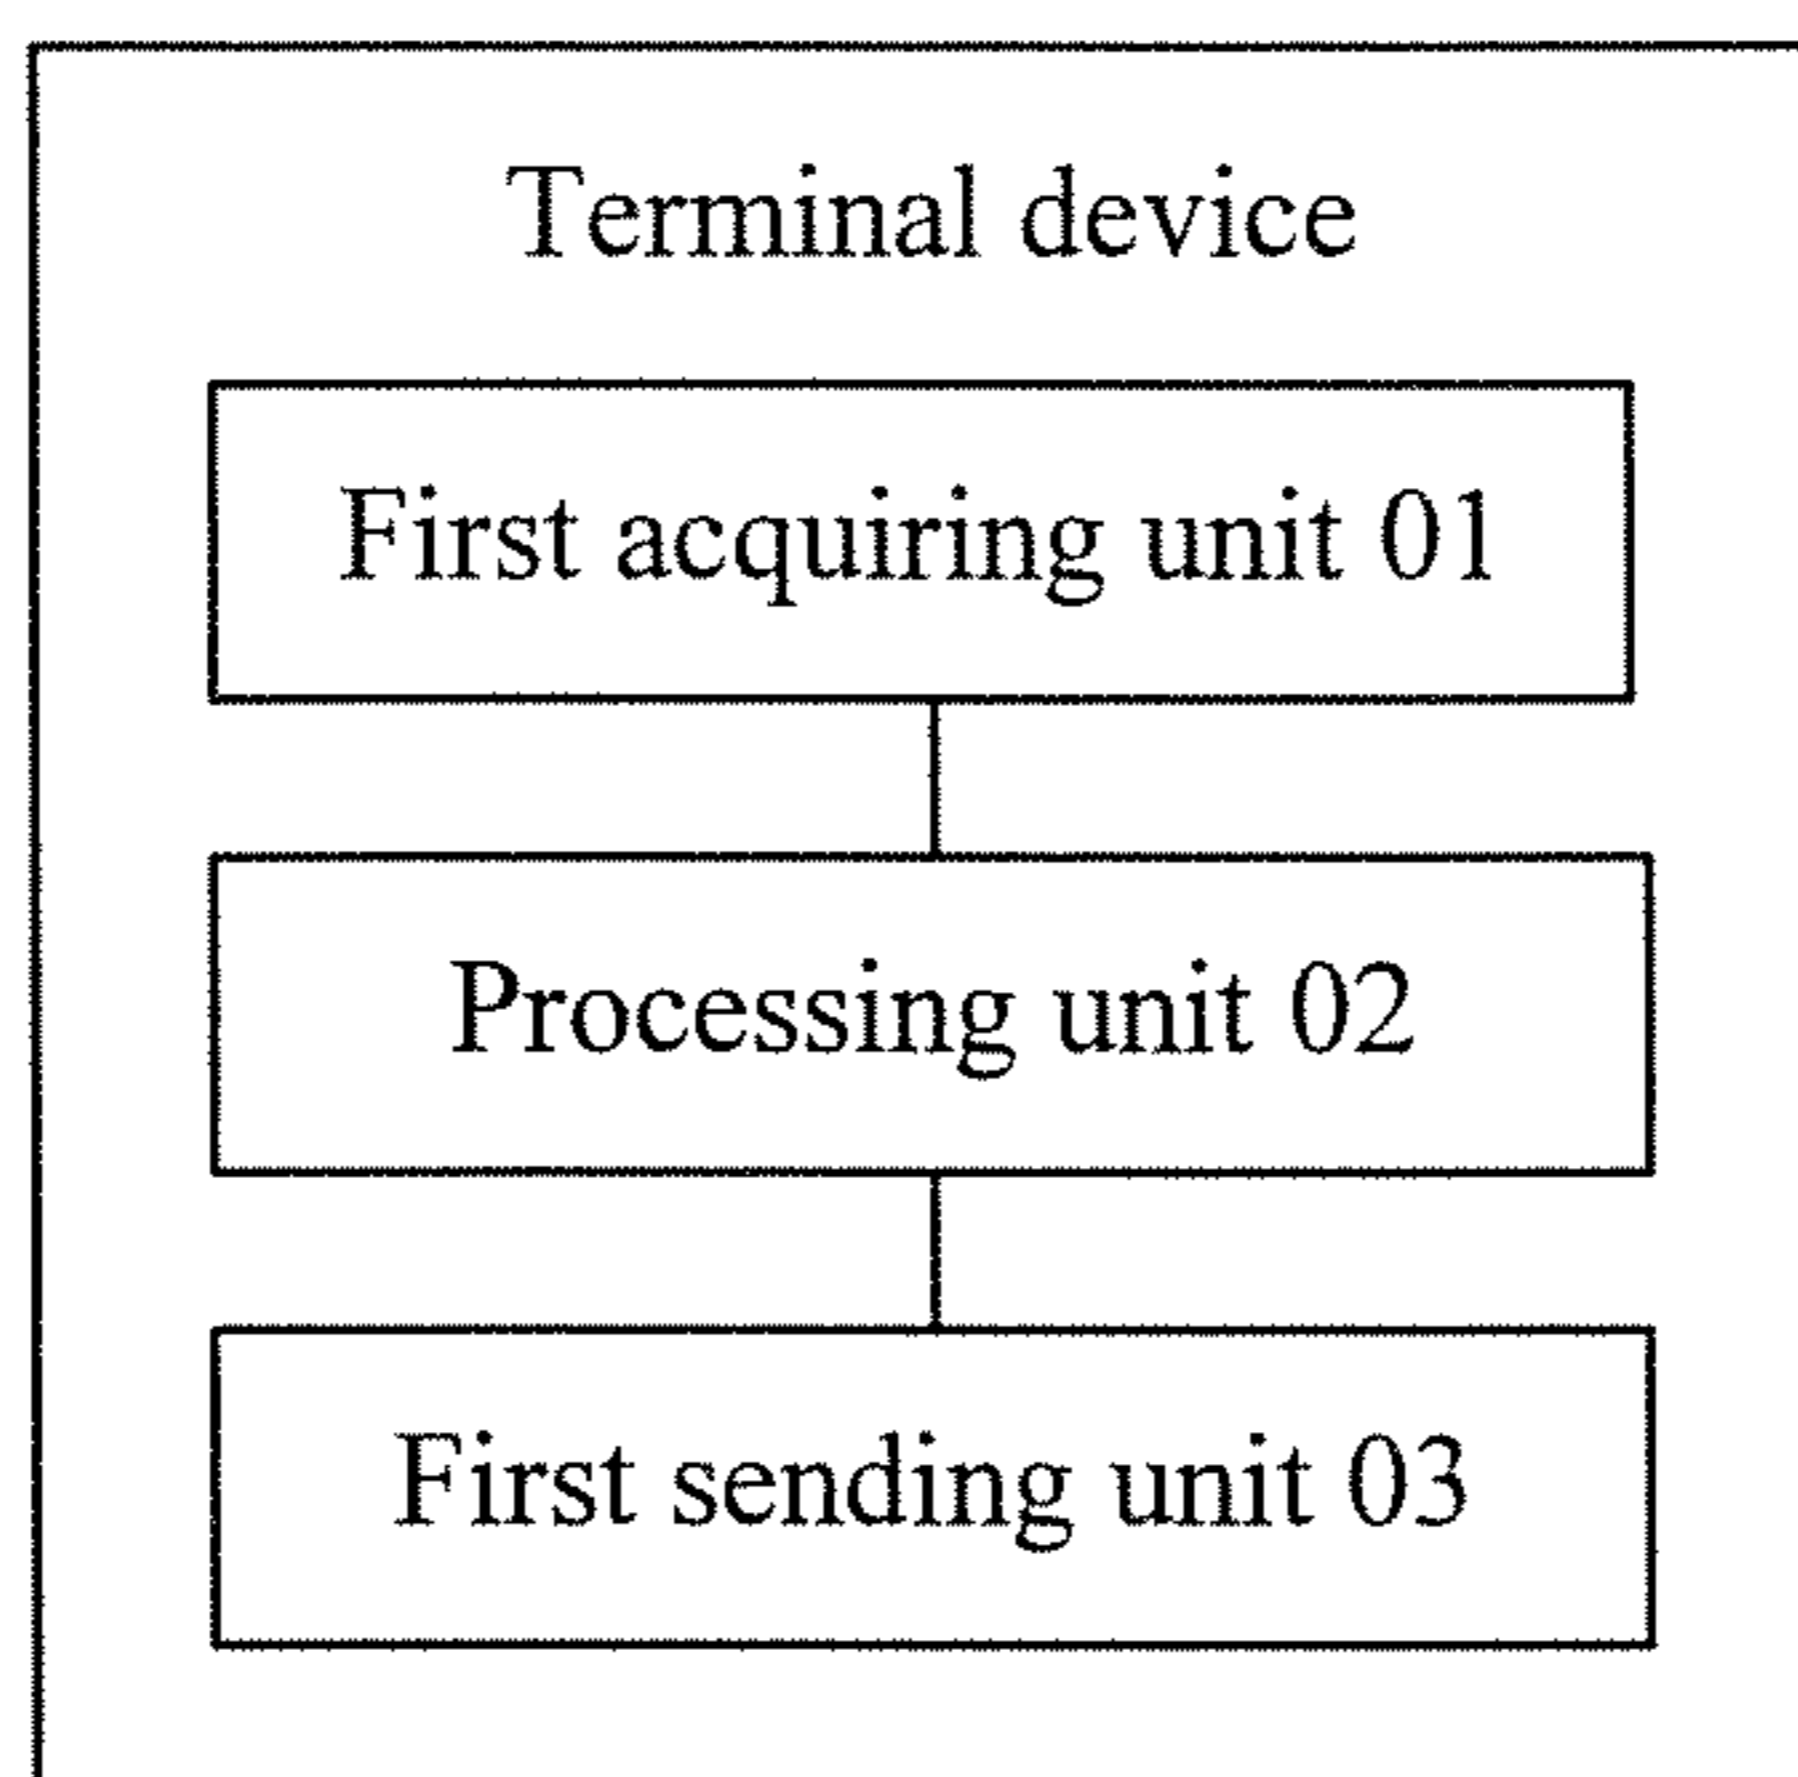 Terminal device
First acquiring unit 01
Processing unit 02
First sending unit 03